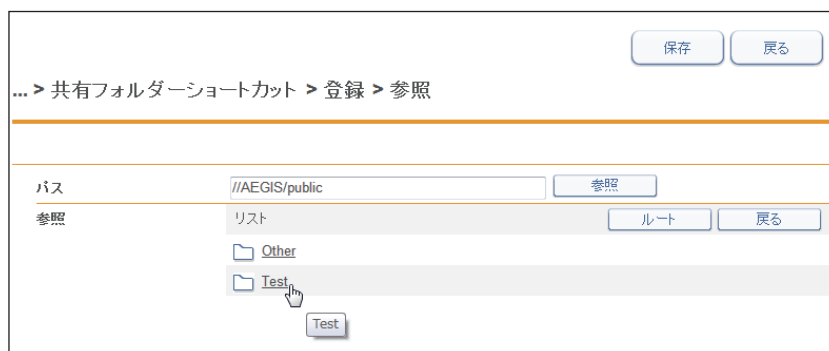 保存 戻る
... > 共有フォルダーショートカット > 登録 > 参照
パス //AEGIS/public 参照
参照 リスト ルート 戻る
Other
Test
Test